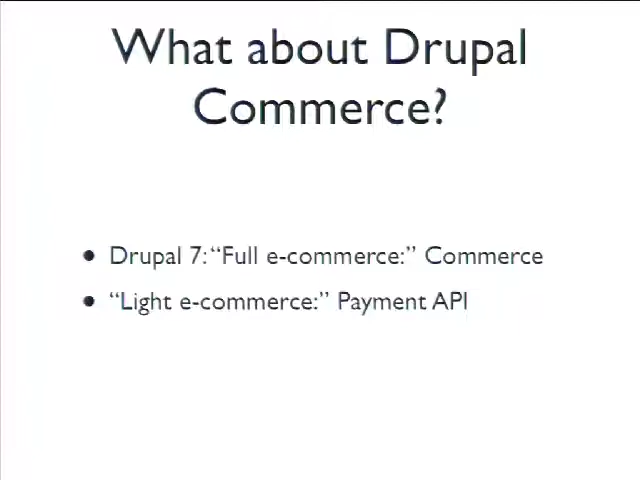 What about Drupal
Commerce?
• Drupal 7: “Full e-commerce:” Commerce
• “Light e-commerce:” Payment API